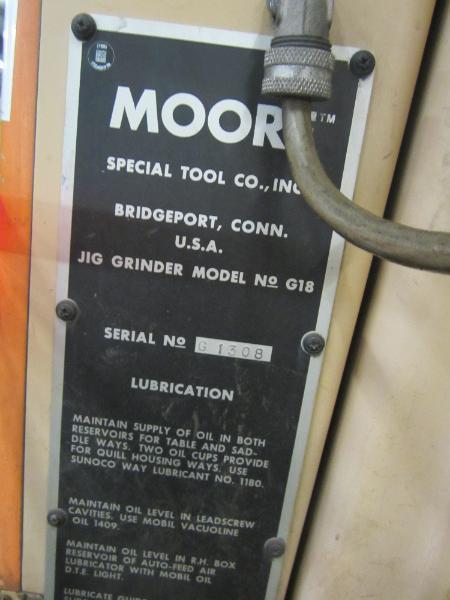 MOORE™
SPECIAL TOOL CO., INC.
BRIDGEPORT, CONN.
U.S.A.
JIG GRINDER MODEL No G18
SERIAL No G 1308
LUBRICATION
MAINTAIN SUPPLY OF OIL IN BOTH
RESERVOIRS FOR TABLE AND SAD-
DLE WAYS. TWO OIL CUPS PROVIDE
FOR QUILL HOUSING WAYS. USE
SUNOCO WAY LUBRICANT NO. 1180.
MAINTAIN OIL LEVEL IN LEADSCREW
CAVITIES. USE MOBIL VACUOLINE
OIL 1409.
MAINTAIN OIL LEVEL IN R.H. BOX
RESERVOIR OF AUTO-FEED AIR
LUBRICATOR WITH MOBIL OIL
D.T.E. LIGHT.
LUBRICATE